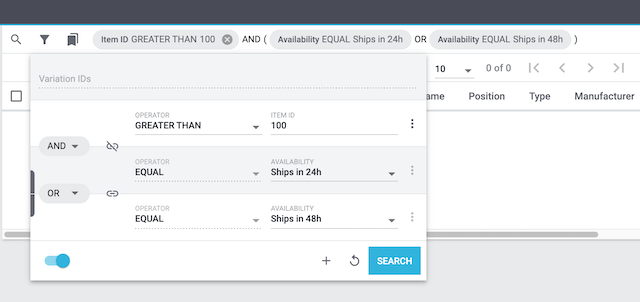 Item ID GREATER THAN 100 AND ( Availability EQUAL Ships in 24h OR Availability EQUAL Ships in 48h )
Variation IDs
10 0 of 0
ame Position Type Manufacturer
OPERATOR ITEM ID
GREATER THAN 100
AND
OPERATOR AVAILABILITY
EQUAL Ships in 24h
OR
OPERATOR AVAILABILITY
EQUAL Ships in 48h
SEARCH